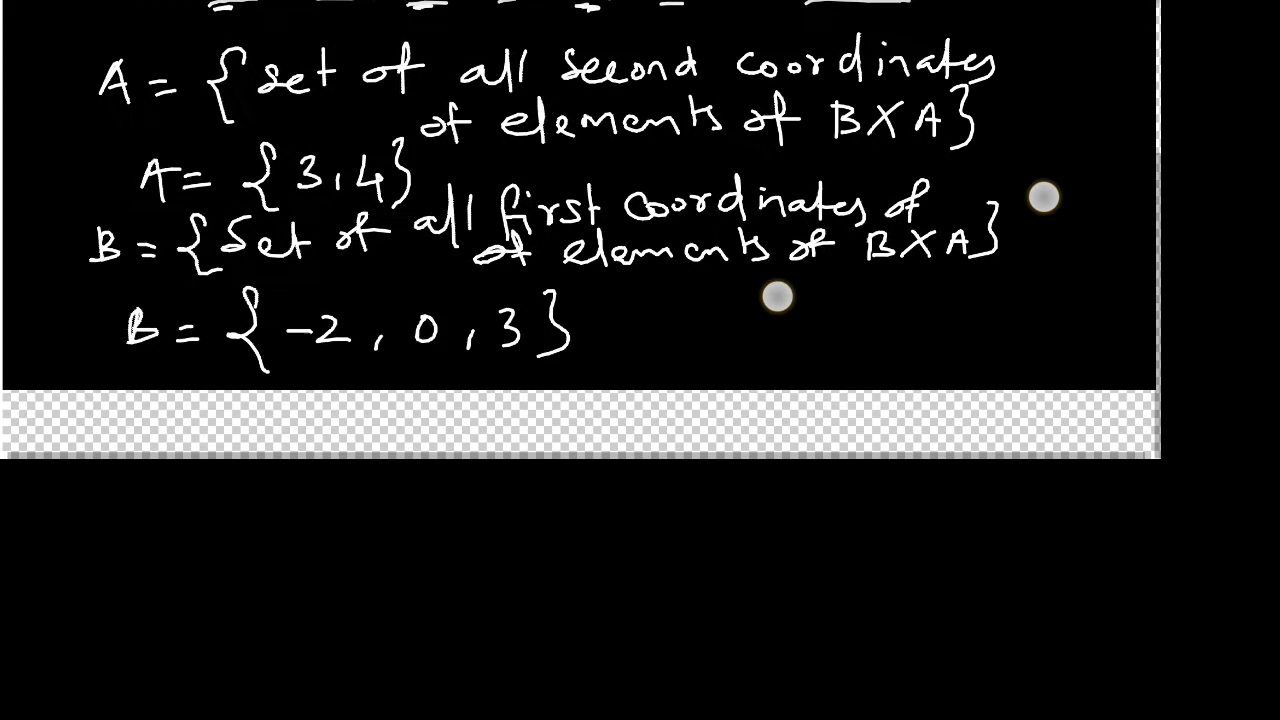 A = { set of all second coordinates
of elements of B X A }
A = { 3, 4 }
B = { Set of all first coordinates of
of elements of B X A }
B = { -2, 0, 3 }